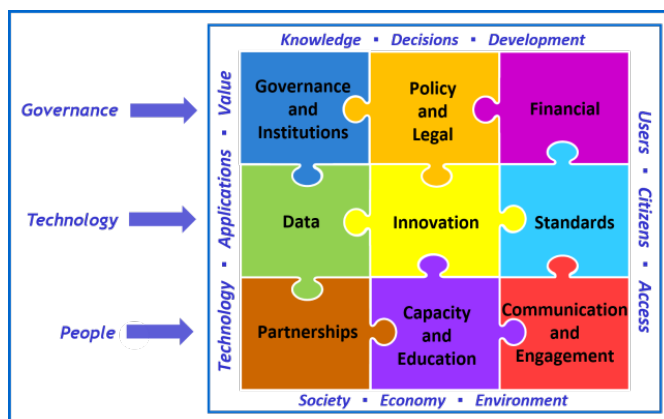 Knowledge ▪ Decisions ▪ Development
Governance
Technology
People
Technology ▪ Applications ▪ Value
Governance
and
Institutions
Policy
and
Legal
Financial
Data
Innovation
Standards
Partnerships
Capacity
and
Education
Communication
and
Engagement
Users ▪ Citizens ▪ Access
Society ▪ Economy ▪ Environment